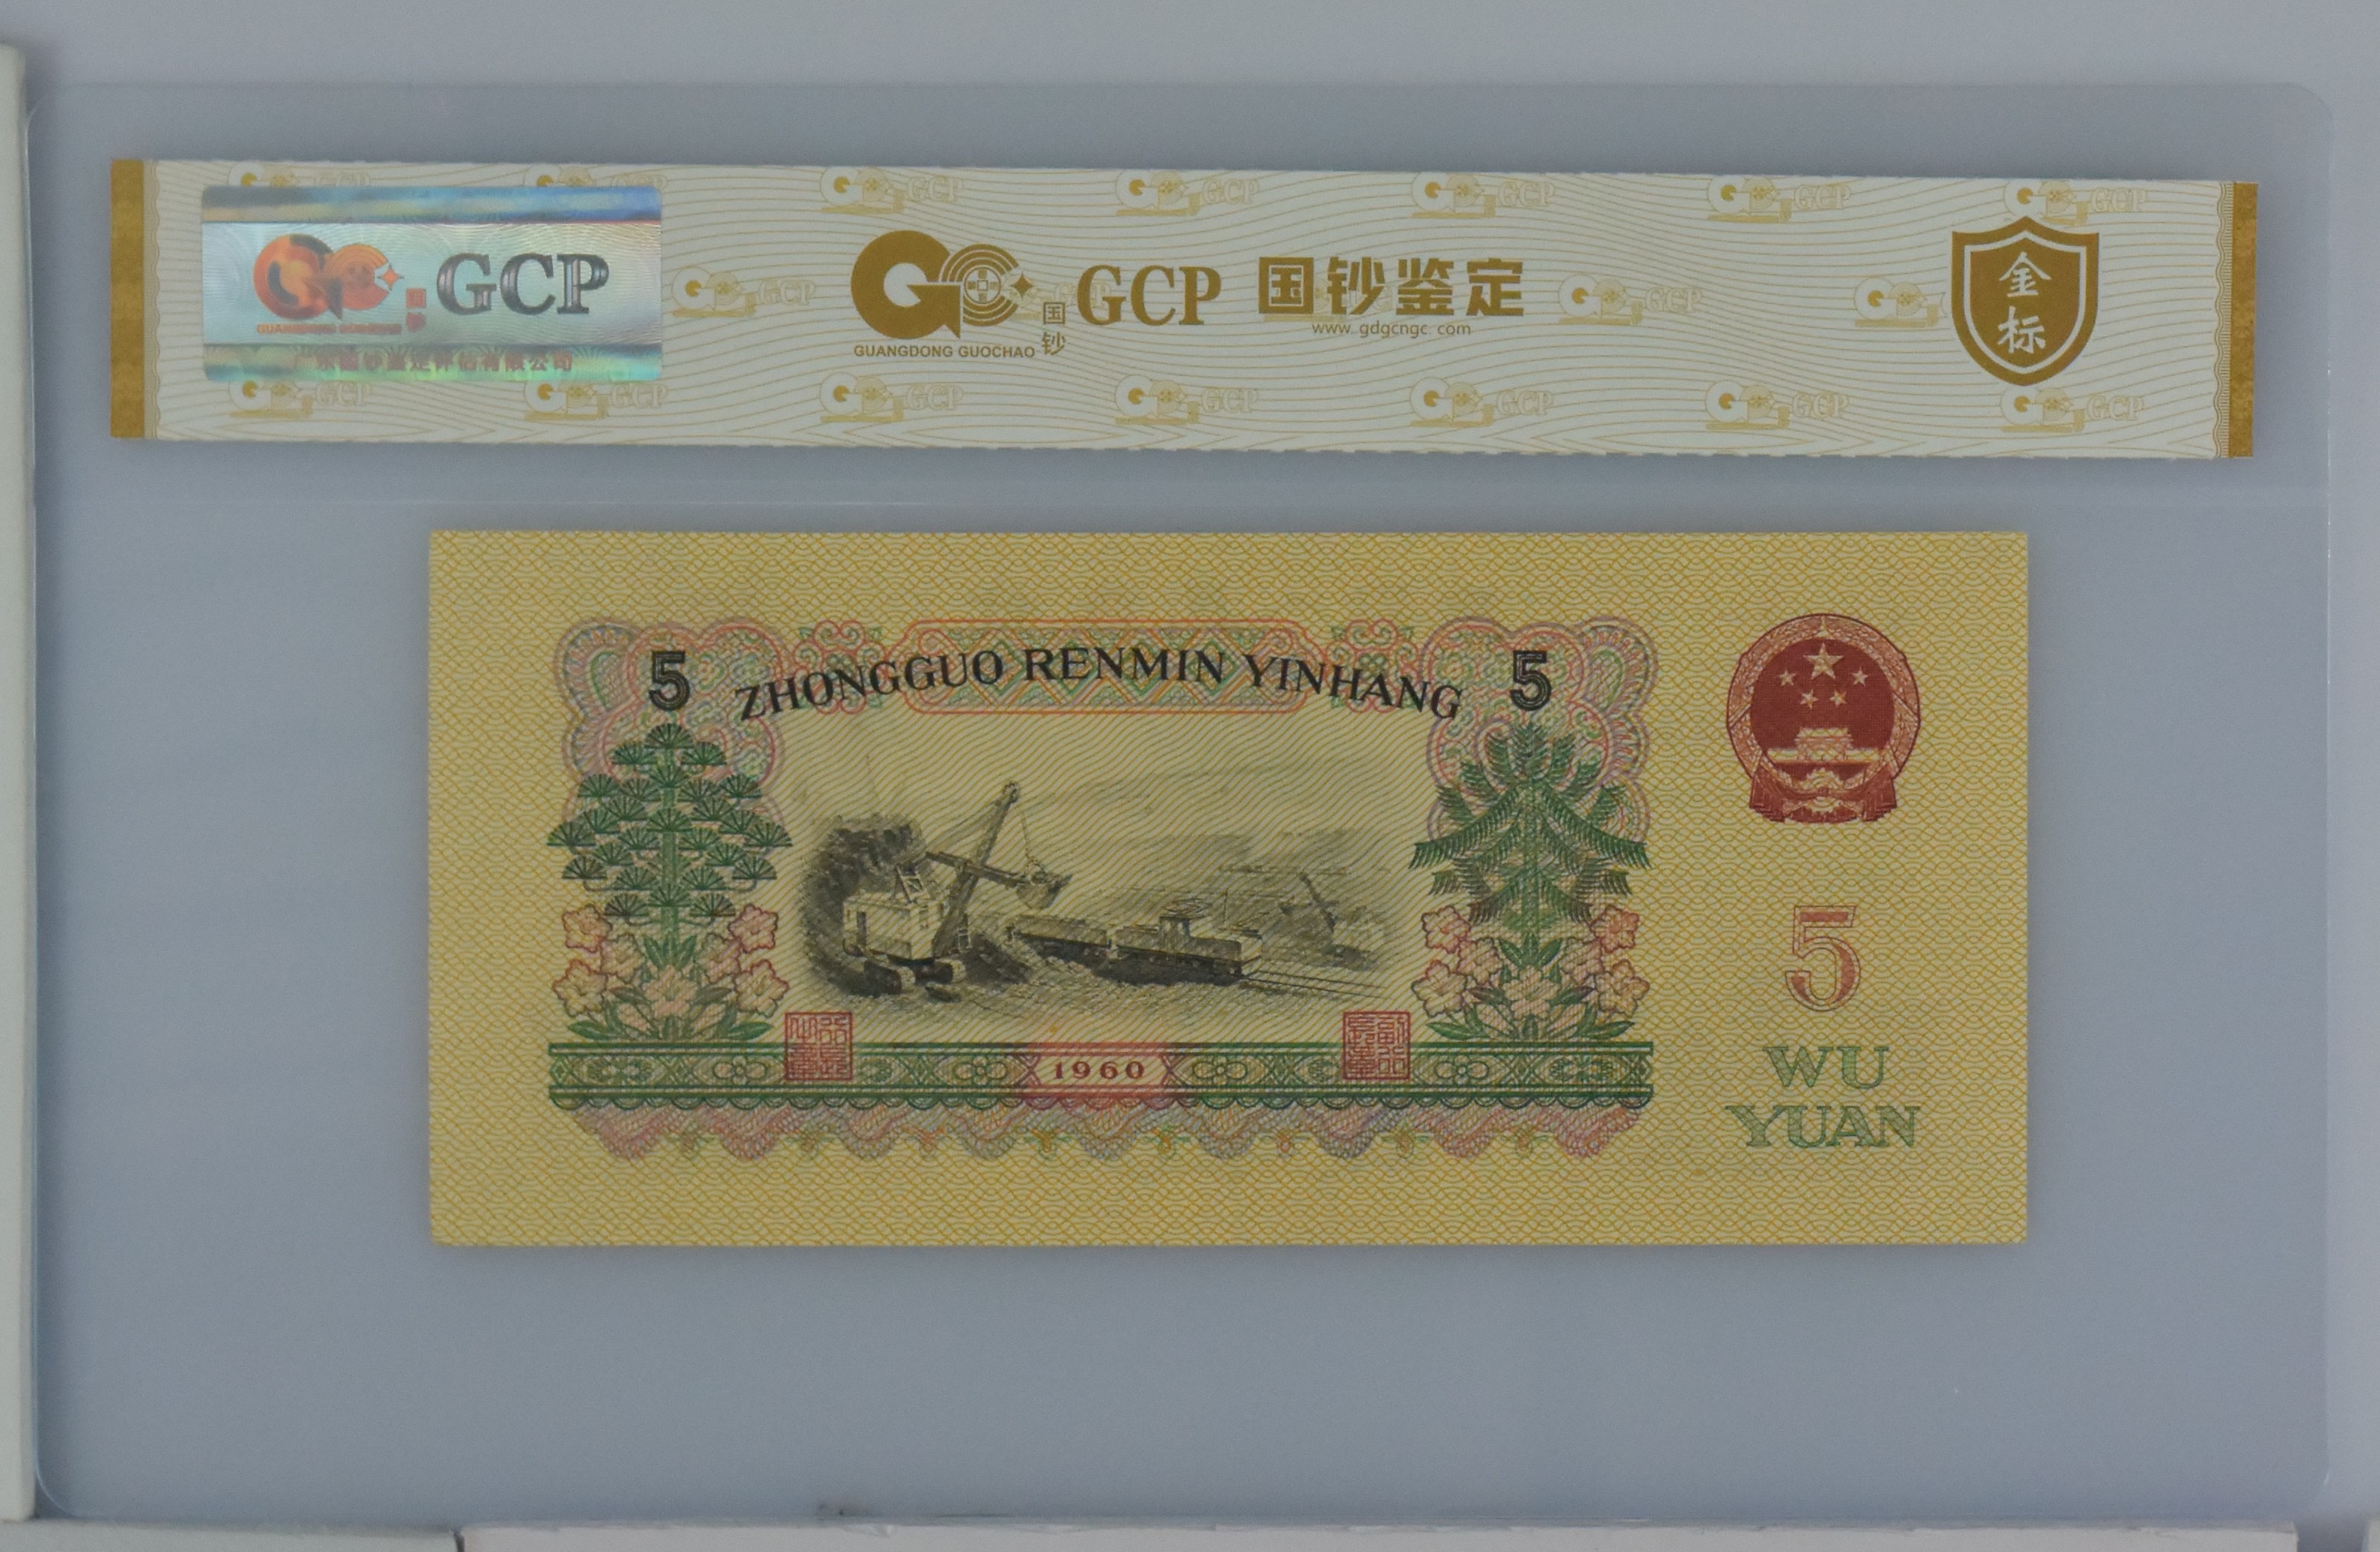 GCP
GUANGDONG GUOCHAO
国钞
GCP 国钞鉴定
www. gdgcngc. com
金标
5 ZHONGGUO RENMIN YINHANG 5
1960
5
WU
YUAN